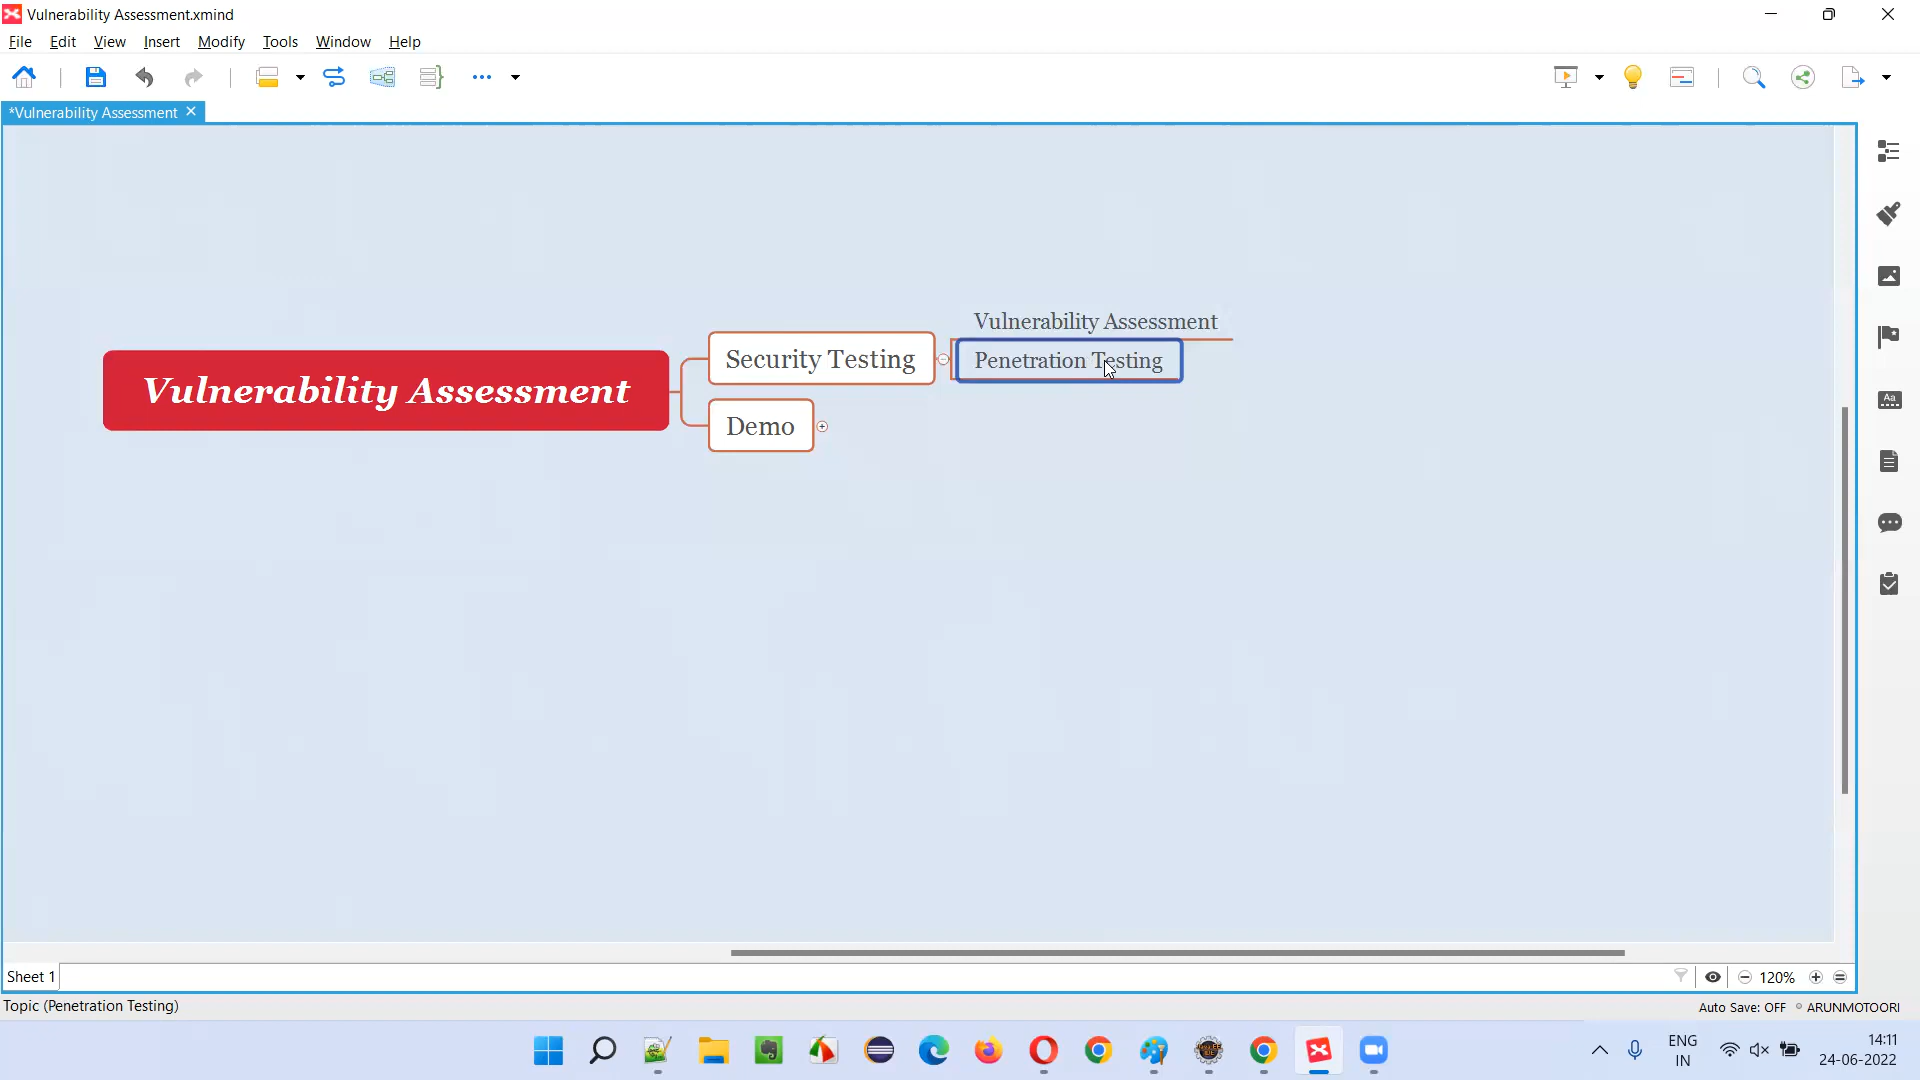 Vulnerability Assessment.xmind
File Edit View Insert Modify Tools Window Help
*Vulnerability Assessment
Vulnerability Assessment
Security Testing
Vulnerability Assessment
Penetration Testing
Demo
Aa
Sheet 1
120%
Topic (Penetration Testing)
Auto Save: OFF
ARUNMOTOORI
ENG
IN
14:11
24-06-2022